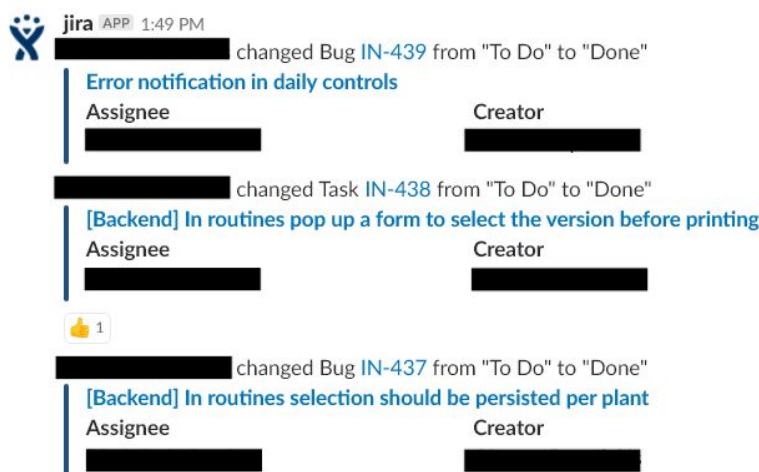 jira APP 1:49 PM
changed Bug IN-439 from "To Do" to "Done"
Error notification in daily controls
Assignee Creator
changed Task IN-438 from "To Do" to "Done"
[Backend] In routines pop up a form to select the version before printing
Assignee Creator
👍 1
changed Bug IN-437 from "To Do" to "Done"
[Backend] In routines selection should be persisted per plant
Assignee Creator